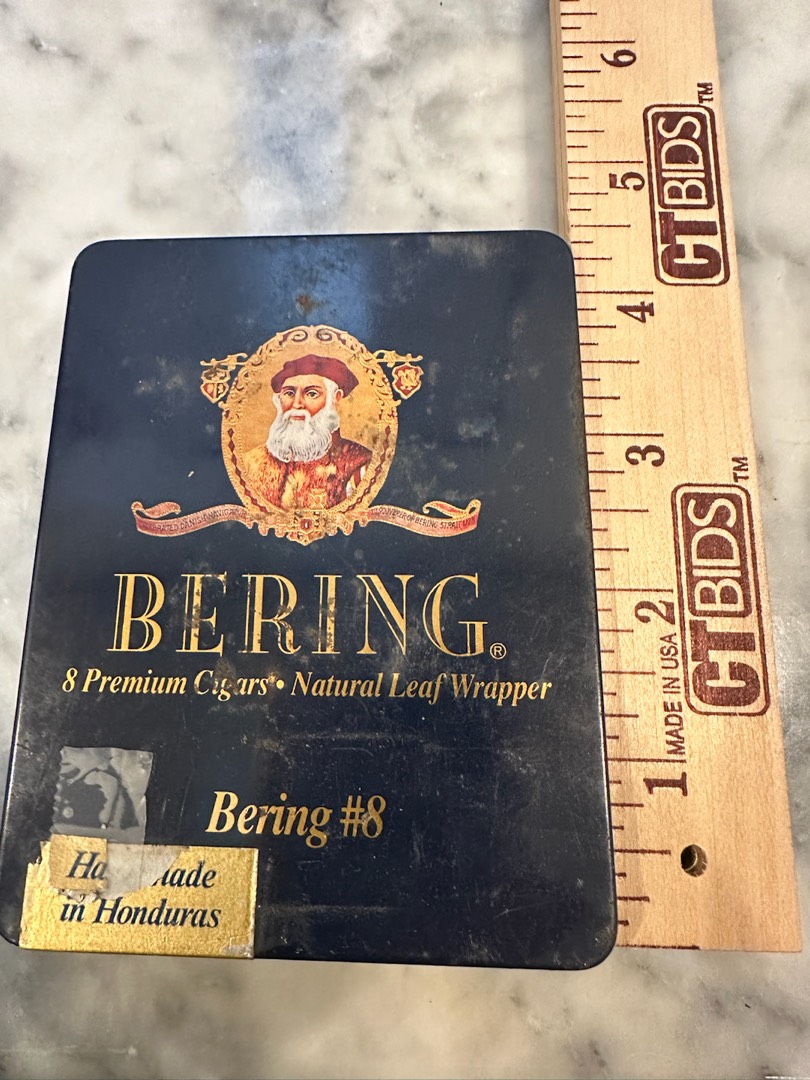 BERING®
8 Premium Cigars • Natural Leaf Wrapper
Bering #8
in Honduras
6
5
4
3
2
1
CTBIDS™
CTBIDS™
MADE IN USA